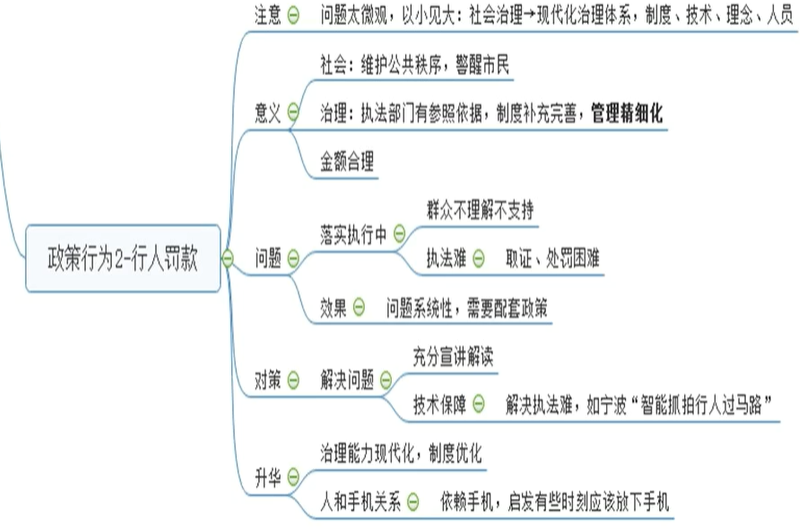 注意
问题太微观，以小见大：社会治理→现代化治理体系，制度、技术、理念、人员
社会：维护公共秩序，警醒市民
意义
治理：执法部门有参照依据，制度补充完善，管理精细化
金额合理
政策行为2-行人罚款
问题
落实执行中
群众不理解不支持
执法难
取证、处罚困难
效果
问题系统性，需要配套政策
对策
解决问题
充分宣讲解读
技术保障
解决执法难，如宁波“智能抓拍行人过马路”
升华
治理能力现代化，制度优化
人和手机关系
依赖手机，启发有些时刻应该放下手机